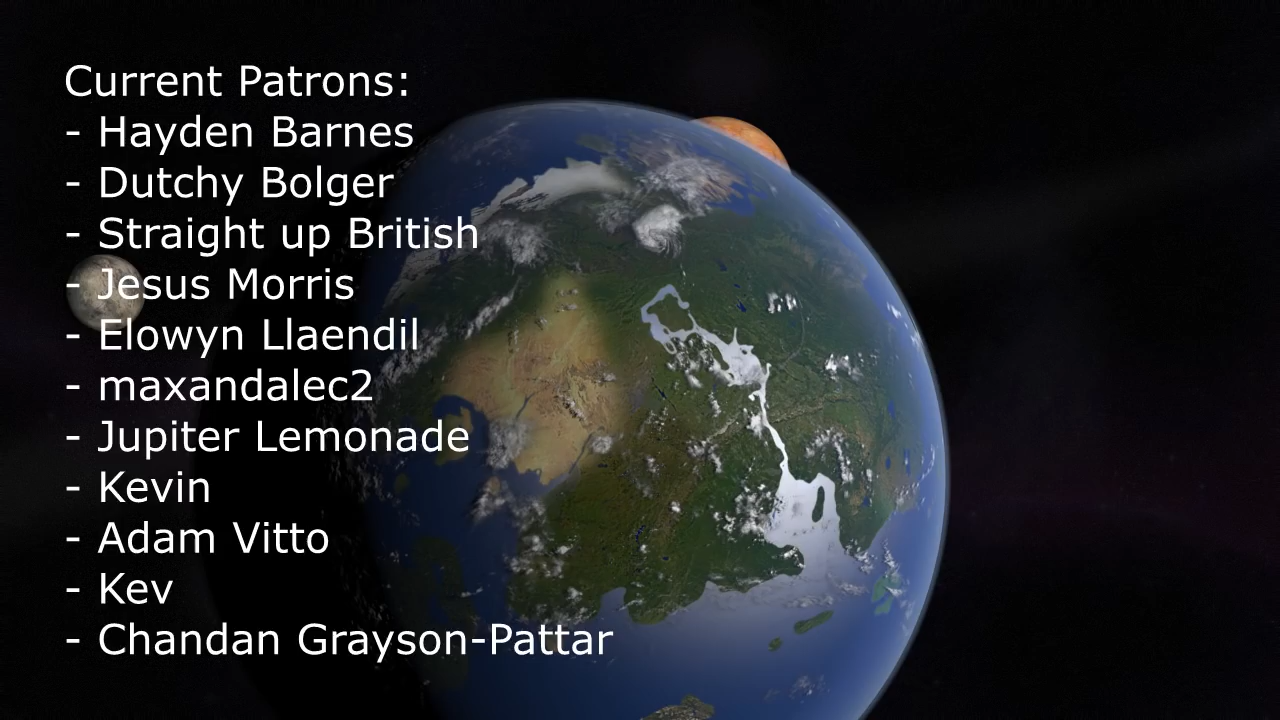 Current Patrons:
- Hayden Barnes
- Dutchy Bolger
- Straight up British
- Jesus Morris
- Elowyn Llaendil
- maxandalec2
- Jupiter Lemonade
- Kevin
- Adam Vitto
- Kev
- Chandan Grayson-Pattar